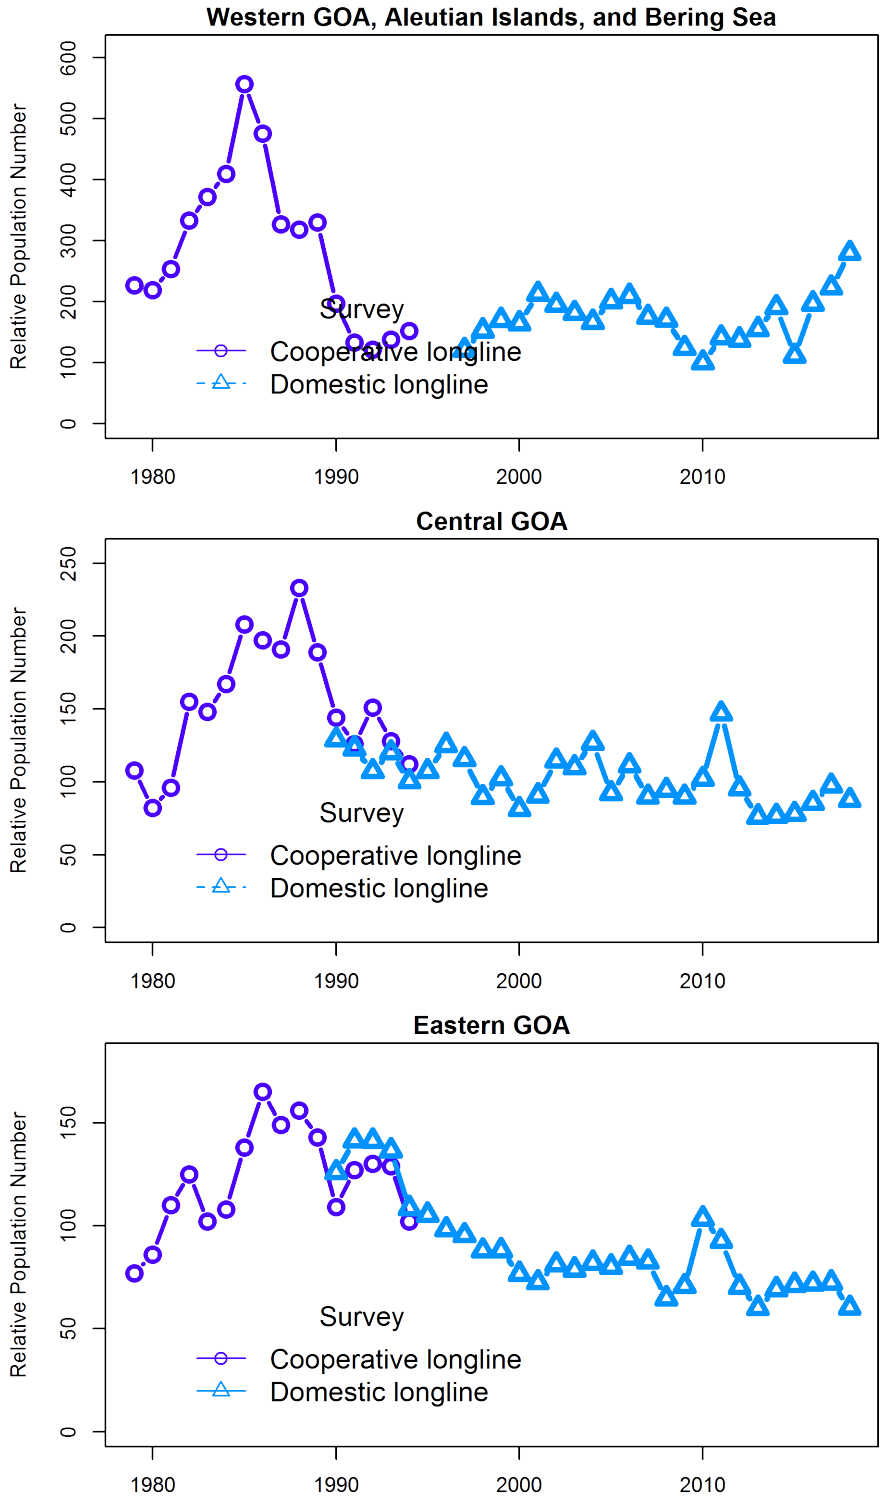 Western GOA, Aleutian Islands, and Bering Sea
Relative Population Number
600
500
400
300
200
100
0
Survey
Cooperative longline
Domestic longline
1980 1990 2000 2010
Central GOA
Relative Population Number
250
200
150
100
50
0
Survey
Cooperative longline
Domestic longline
1980 1990 2000 2010
Eastern GOA
Relative Population Number
150
100
50
0
Survey
Cooperative longline
Domestic longline
1980 1990 2000 2010